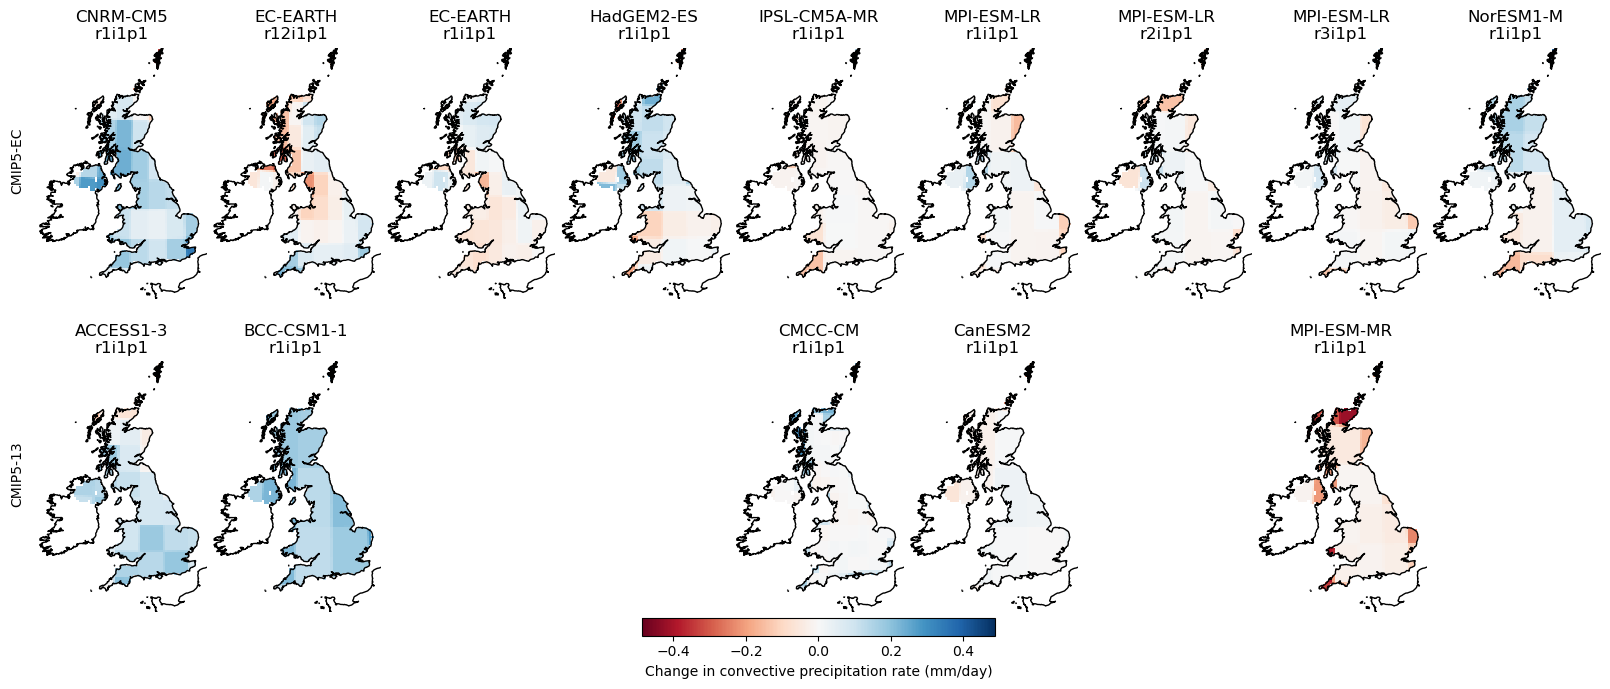 CNRM-CM5
r1i1p1
EC-EARTH
r12i1p1
EC-EARTH
r1i1p1
HadGEM2-ES
r1i1p1
IPSL-CM5A-MR
r1i1p1
MPI-ESM-LR
r1i1p1
MPI-ESM-LR
r2i1p1
MPI-ESM-LR
r3i1p1
NorESM1-M
r1i1p1
CMIP5-EC
ACCESS1-3
r1i1p1
BCC-CSM1-1
r1i1p1
CMCC-CM
r1i1p1
CanESM2
r1i1p1
MPI-ESM-MR
r1i1p1
CMIP5-13
−0.4 −0.2 0.0 0.2 0.4
Change in convective precipitation rate (mm/day)